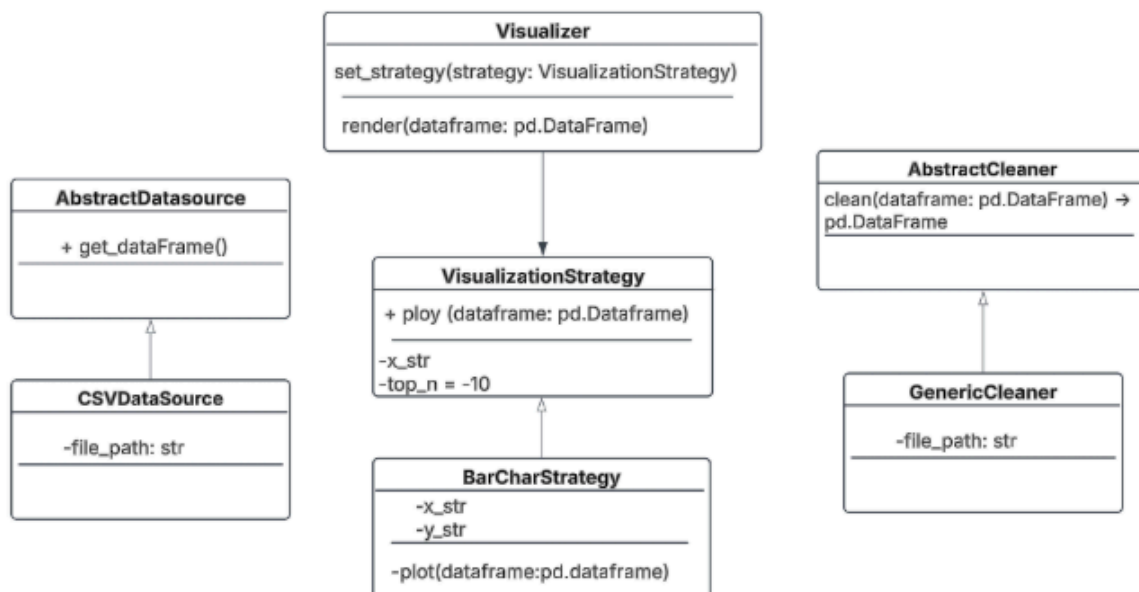 Visualizer
set_strategy(strategy: VisualizationStrategy)
render(dataframe: pd.DataFrame)
AbstractDatasource
+ get_dataFrame()
AbstractCleaner
clean(dataframe: pd.DataFrame) →
pd.DataFrame
VisualizationStrategy
+ ploy (dataframe: pd.Dataframe)
-x_str
-top_n = -10
CSVDataSource
-file_path: str
GenericCleaner
-file_path: str
BarCharStrategy
-x_str
-y_str
-plot(dataframe:pd.dataframe)